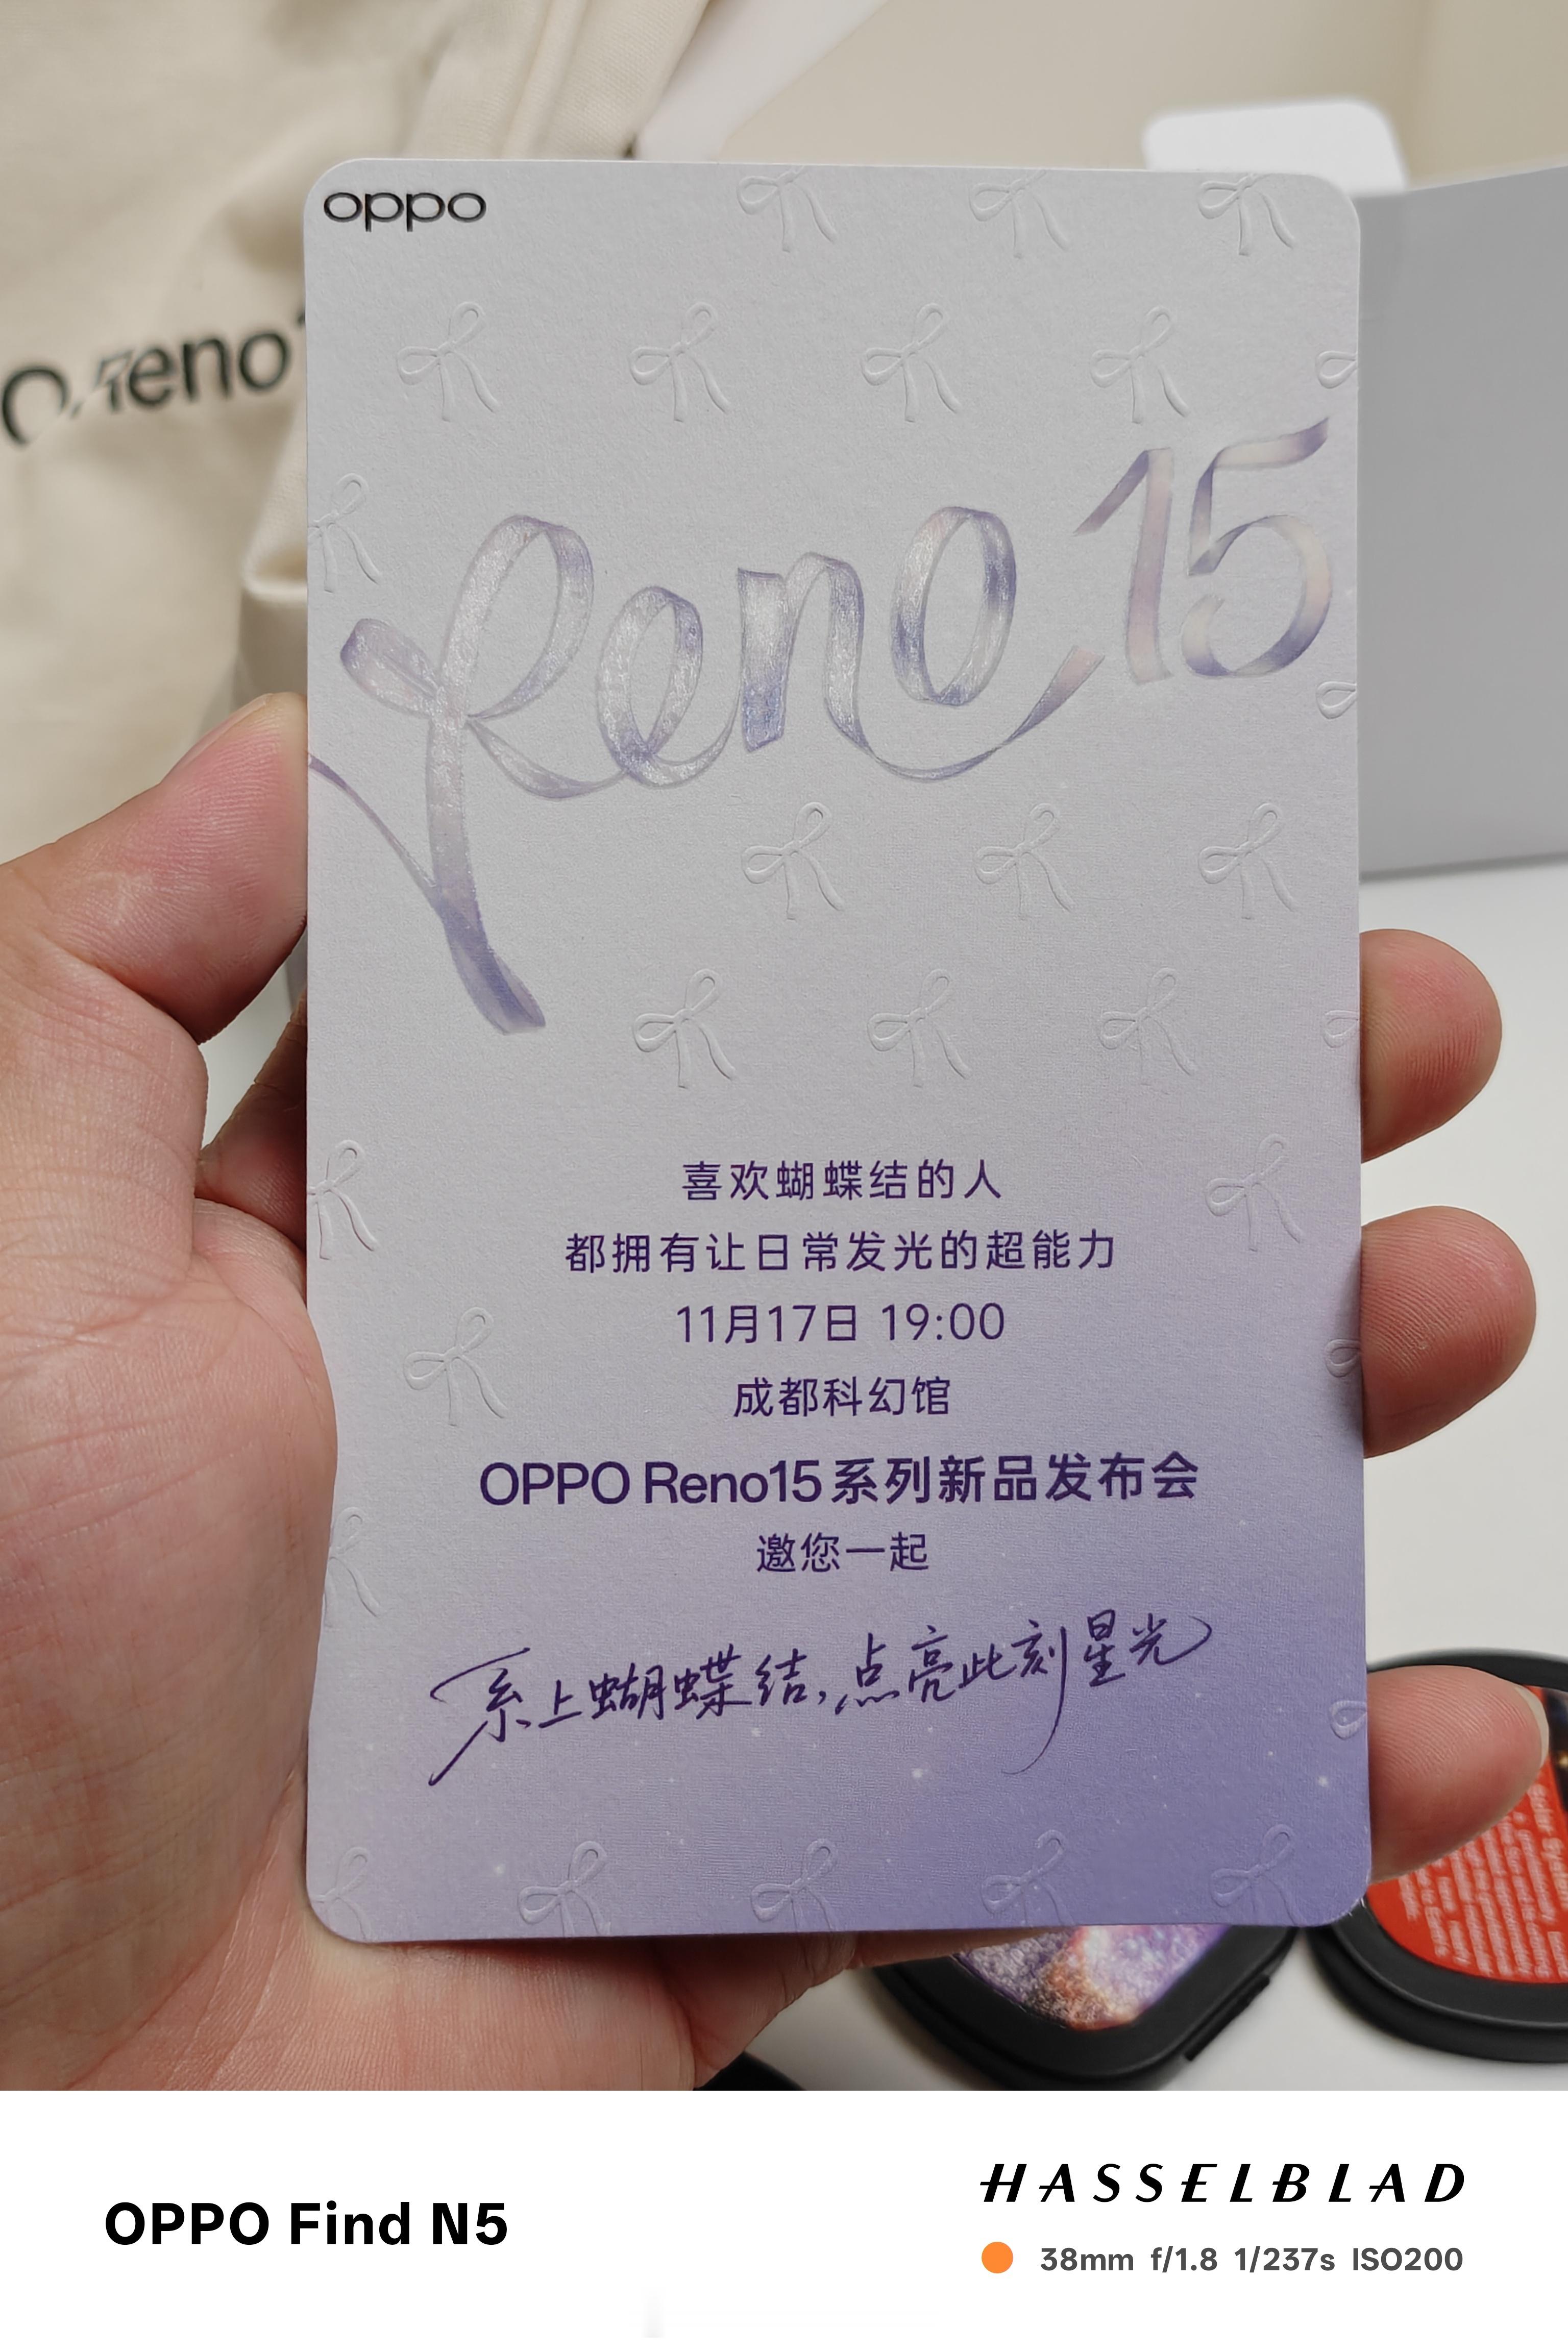 oppo
Reno
Reno 15
喜欢蝴蝶结的人
都拥有让日常发光的超能力
11月17日 19:00
成都科幻馆
OPPO Reno15系列新品发布会
邀您一起
系上蝴蝶结,点亮此刻星光
OPPO Find N5
HASSELBLAD
38mm f/1.8 1/237s ISO200